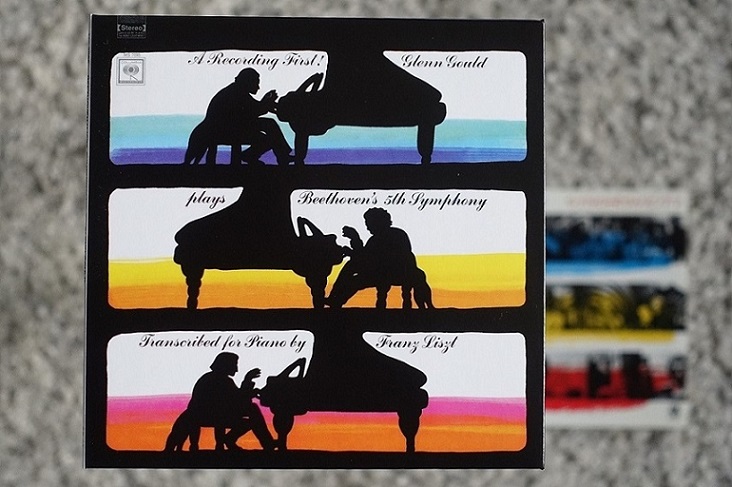 Stereo
A Recording First! Glenn Gould
plays Beethoven's 5th Symphony
Transcribed for Piano by Franz Liszt